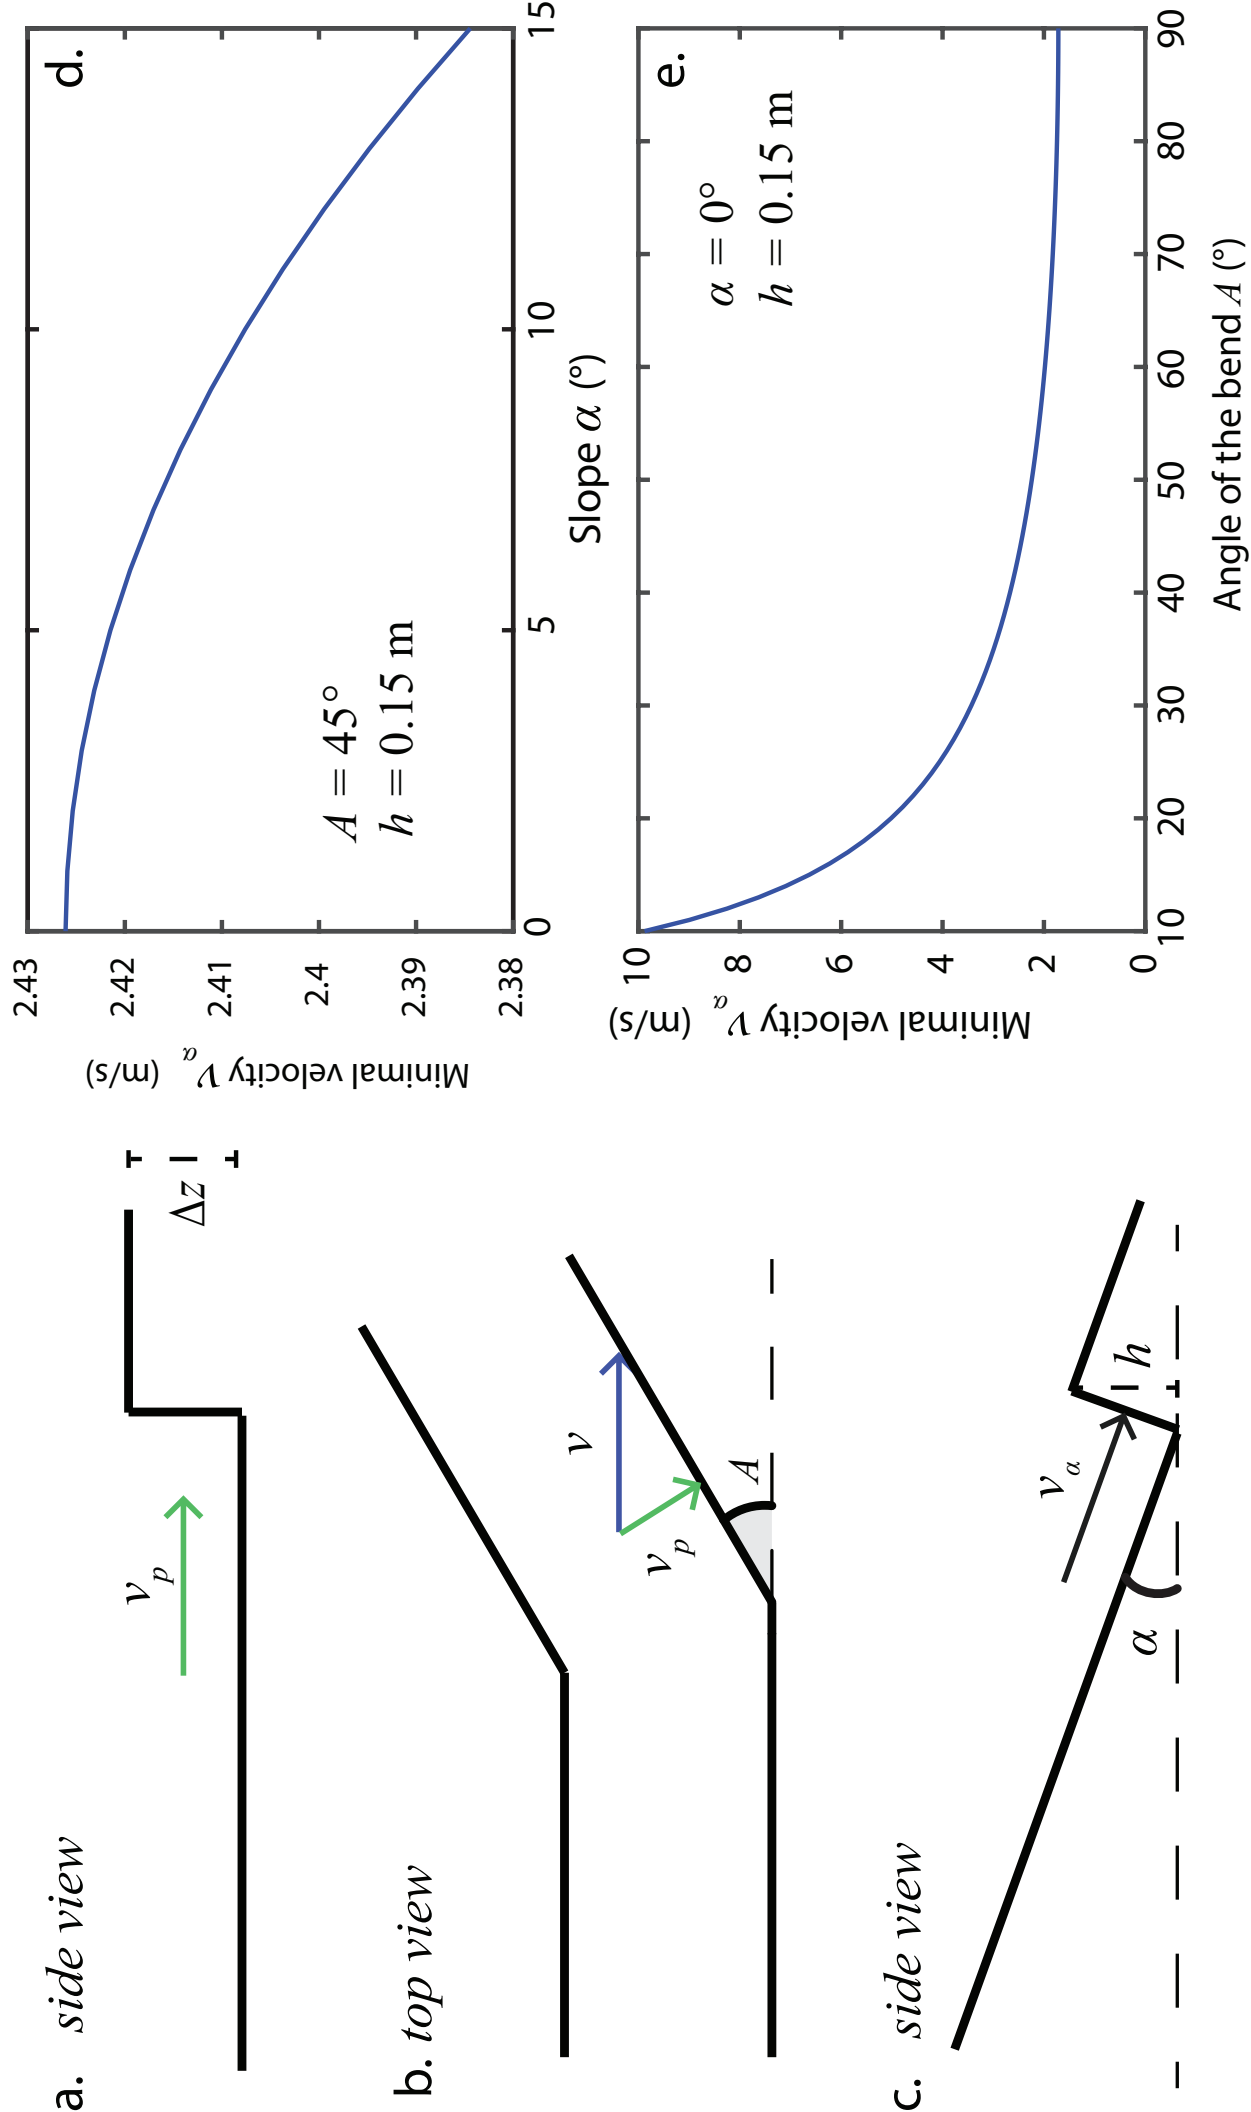 a. side view
v_p
Δz
b. top view
v
v_p
A
c. side view
v_α
h
α
d.
A = 45°
h = 0.15 m
2.43
2.42
2.41
2.4
2.39
2.38
0 5 10 15
Slope α (°)
Minimal velocity v_α (m/s)
e.
α = 0°
h = 0.15 m
10
8
6
4
2
0
10 20 30 40 50 60 70 80 90
Angle of the bend A (°)
Minimal velocity v_α (m/s)